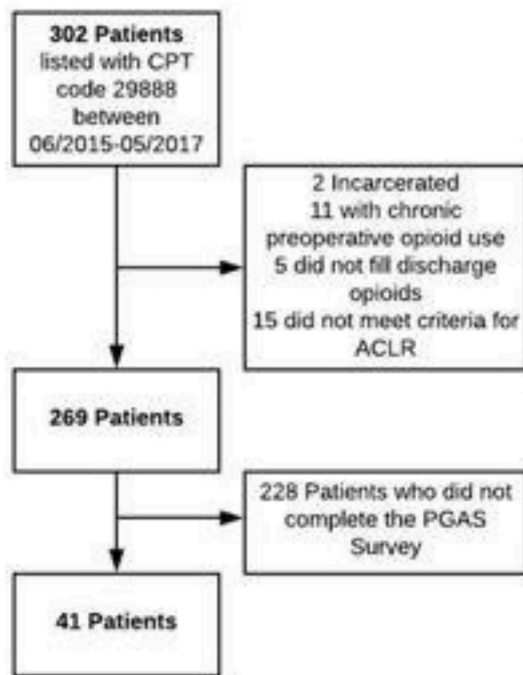 302 Patients
listed with CPT
code 29888
between
06/2015-05/2017
2 Incarcerated
11 with chronic
preoperative opioid use
5 did not fill discharge
opioids
15 did not meet criteria for
ACLR
269 Patients
228 Patients who did not
complete the PGAS
Survey
41 Patients